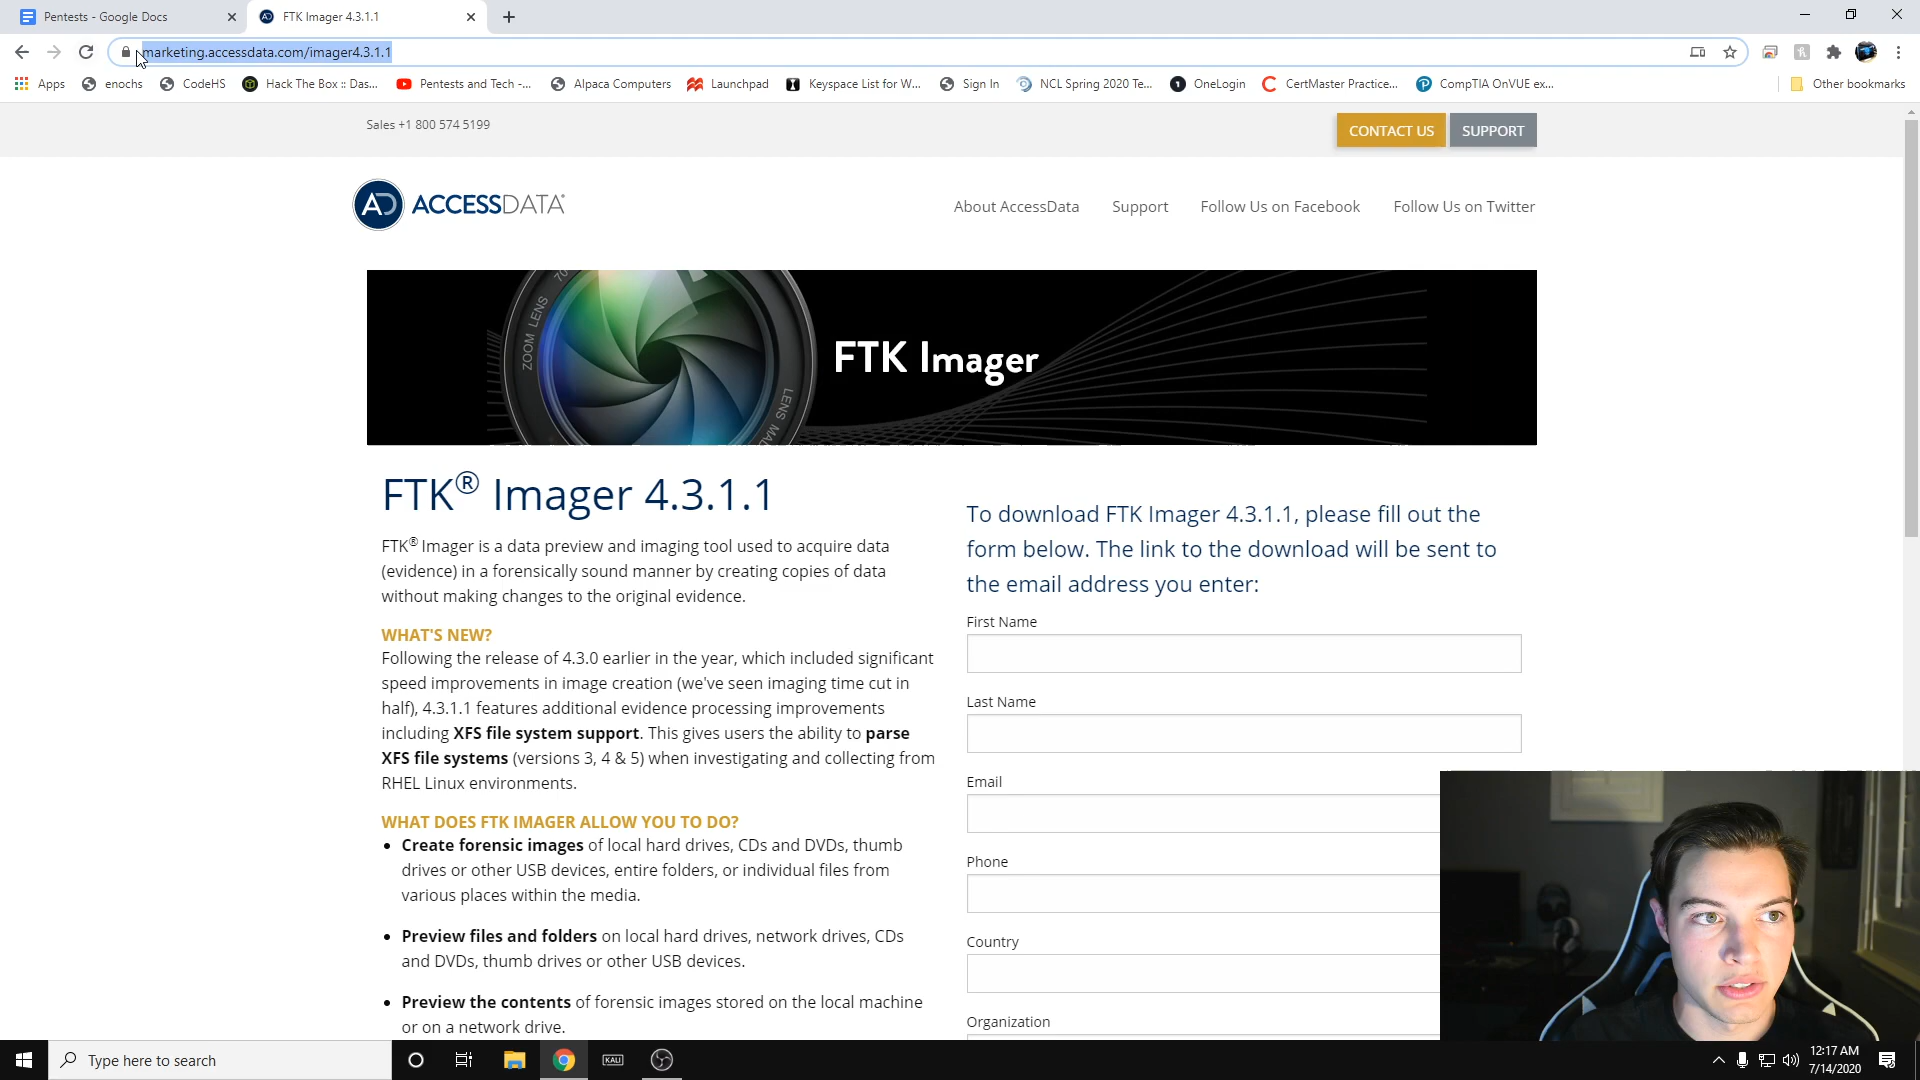 Pentests - Google Docs
FTK Imager 4.3.1.1
marketing.accessdata.com/imager4.3.1.1
Apps enochs CodeHS Hack The Box :: Das... Pentests and Tech -... Alpaca Computers Launchpad Keyspace List for W... Sign In NCL Spring 2020 Te... OneLogin CertMaster Practice... CompTIA OnVUE ex... Other bookmarks
Sales +1 800 574 5199
CONTACT US SUPPORT
AD ACCESSDATA
About AccessData Support Follow Us on Facebook Follow Us on Twitter
ZOOM LENS
70
FTK Imager
FTK® Imager 4.3.1.1
FTK® Imager is a data preview and imaging tool used to acquire data
(evidence) in a forensically sound manner by creating copies of data
without making changes to the original evidence.
WHAT'S NEW?
Following the release of 4.3.0 earlier in the year, which included significant
speed improvements in image creation (we've seen imaging time cut in
half), 4.3.1.1 features additional evidence processing improvements
including XFS file system support. This gives users the ability to parse
XFS file systems (versions 3, 4 & 5) when investigating and collecting from
RHEL Linux environments.
WHAT DOES FTK IMAGER ALLOW YOU TO DO?
• Create forensic images of local hard drives, CDs and DVDs, thumb
drives or other USB devices, entire folders, or individual files from
various places within the media.
• Preview files and folders on local hard drives, network drives, CDs
and DVDs, thumb drives or other USB devices.
• Preview the contents of forensic images stored on the local machine
or on a network drive.
To download FTK Imager 4.3.1.1, please fill out the
form below. The link to the download will be sent to
the email address you enter:
First Name
Last Name
Email
Phone
Country
Organization
Type here to search
KALI
12:17 AM
7/14/2020